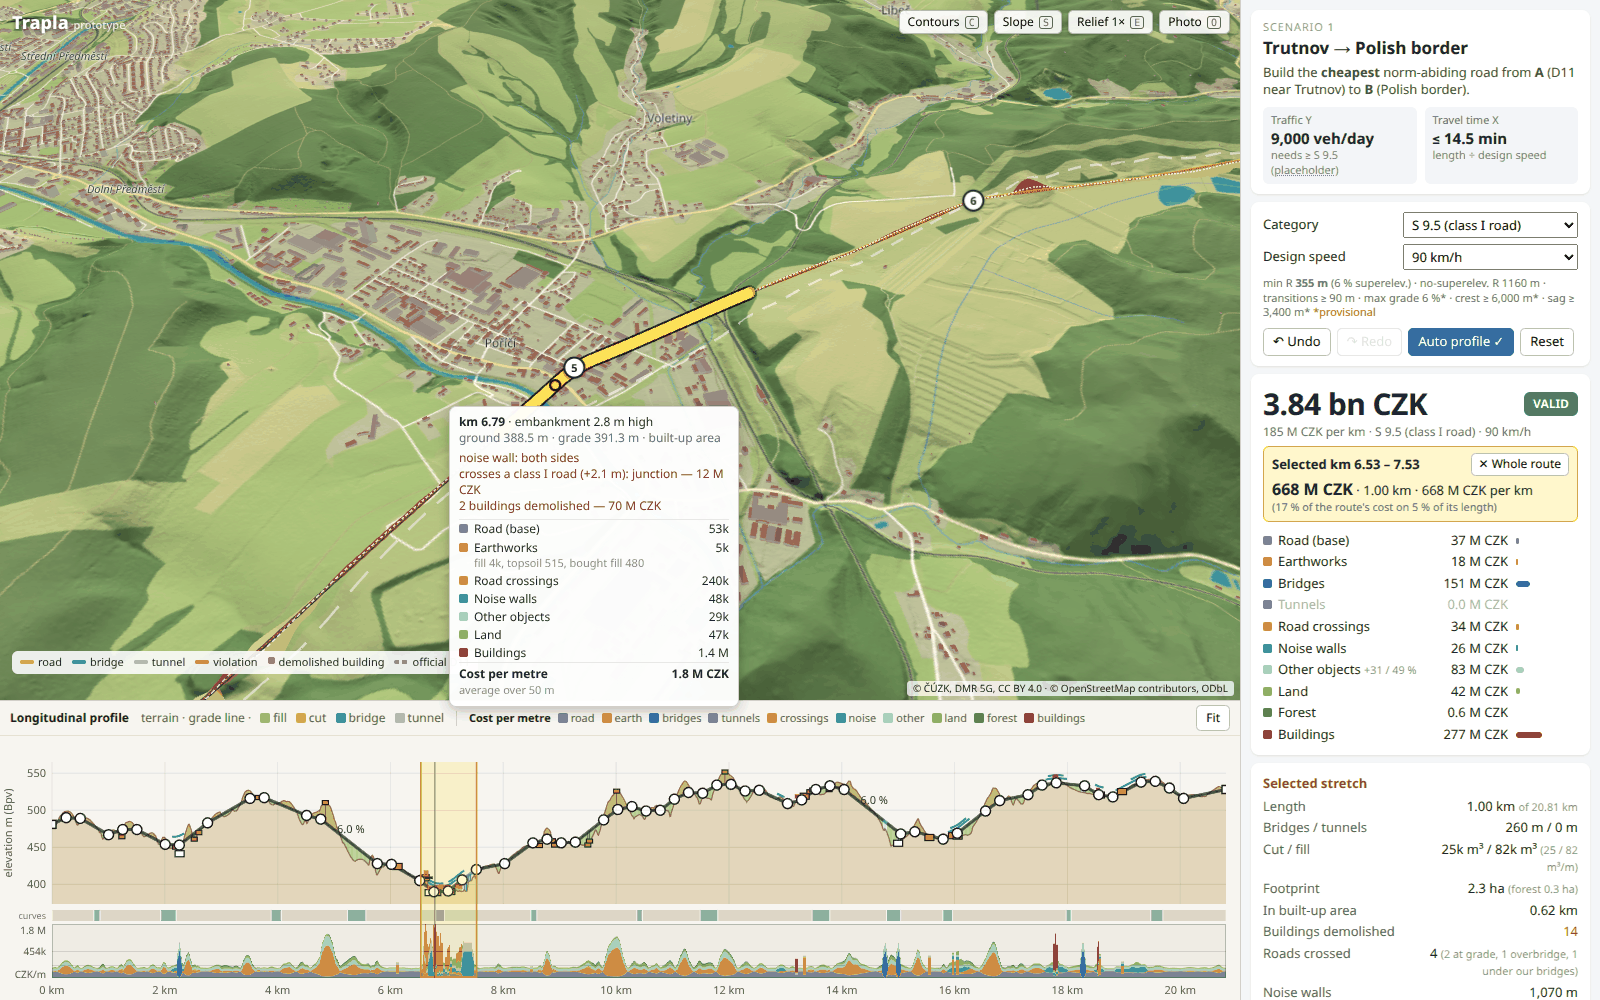 Trapla prototype
Střední Předměstí
Dolní Předměstí
Voletiny
Poříčí
5
6
Contours C
Slope S
Relief 1× E
Photo O
km 6.79 · embankment 2.8 m high
ground 388.5 m · grade 391.3 m · built-up area
noise wall: both sides
crosses a class I road (+2.1 m): junction — 12 M
CZK
2 buildings demolished — 70 M CZK
Road (base) 53k
Earthworks 5k
fill 4k, topsoil 515, bought fill 480
Road crossings 240k
Noise walls 48k
Other objects 29k
Land 47k
Buildings 1.4 M
Cost per metre 1.8 M CZK
average over 50 m
road bridge tunnel violation demolished building official
© ČÚZK, DMR 5G, CC BY 4.0 · © OpenStreetMap contributors, ODbL
Longitudinal profile terrain · grade line · fill cut bridge tunnel Cost per metre road earth bridges tunnels crossings noise other land forest buildings Fit
elevation m (Bpv)
550
500
450
400
6.0 %
6.0 %
curves
1.8 M
454k
CZK/m
0 km 2 km 4 km 6 km 8 km 10 km 12 km 14 km 16 km 18 km 20 km
SCENARIO 1
Trutnov → Polish border
Build the cheapest norm-abiding road from A (D11
near Trutnov) to B (Polish border).
Traffic Y
9,000 veh/day
needs ≥ S 9.5
(placeholder)
Travel time X
≤ 14.5 min
length ÷ design speed
Category S 9.5 (class I road)
Design speed 90 km/h
min R 355 m (6 % superelev.) · no-superelev. R 1160 m ·
transitions ≥ 90 m · max grade 6 %* · crest ≥ 6,000 m* · sag ≥
3,400 m* *provisional
↶ Undo ↷ Redo Auto profile ✓ Reset
3.84 bn CZK VALID
185 M CZK per km · S 9.5 (class I road) · 90 km/h
Selected km 6.53 – 7.53 ✕ Whole route
668 M CZK · 1.00 km · 668 M CZK per km
(17 % of the route's cost on 5 % of its length)
Road (base) 37 M CZK
Earthworks 18 M CZK
Bridges 151 M CZK
Tunnels 0.0 M CZK
Road crossings 34 M CZK
Noise walls 26 M CZK
Other objects +31 / 49 % 83 M CZK
Land 42 M CZK
Forest 0.6 M CZK
Buildings 277 M CZK
Selected stretch
Length 1.00 km of 20.81 km
Bridges / tunnels 260 m / 0 m
Cut / fill 25k m³ / 82k m³ (25 / 82
m³/m)
Footprint 2.3 ha (forest 0.3 ha)
In built-up area 0.62 km
Buildings demolished 14
Roads crossed 4 (2 at grade, 1 overbridge, 1
under our bridges)
Noise walls 1,070 m